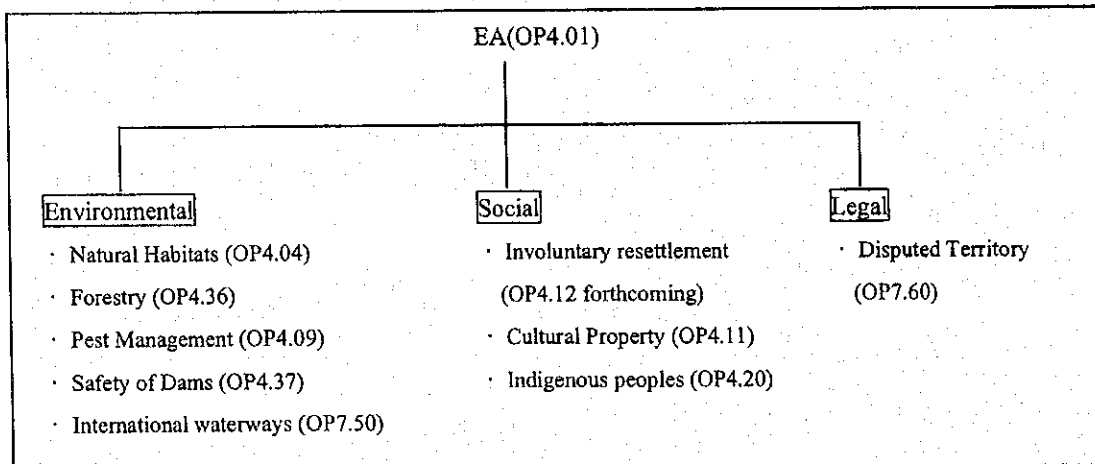 EA(OP4.01)
Environmental
· Natural Habitats (OP4.04)
· Forestry (OP4.36)
· Pest Management (OP4.09)
· Safety of Dams (OP4.37)
· International waterways (OP7.50)
Social
· Involuntary resettlement
(OP4.12 forthcoming)
· Cultural Property (OP4.11)
· Indigenous peoples (OP4.20)
Legal
· Disputed Territory
(OP7.60)